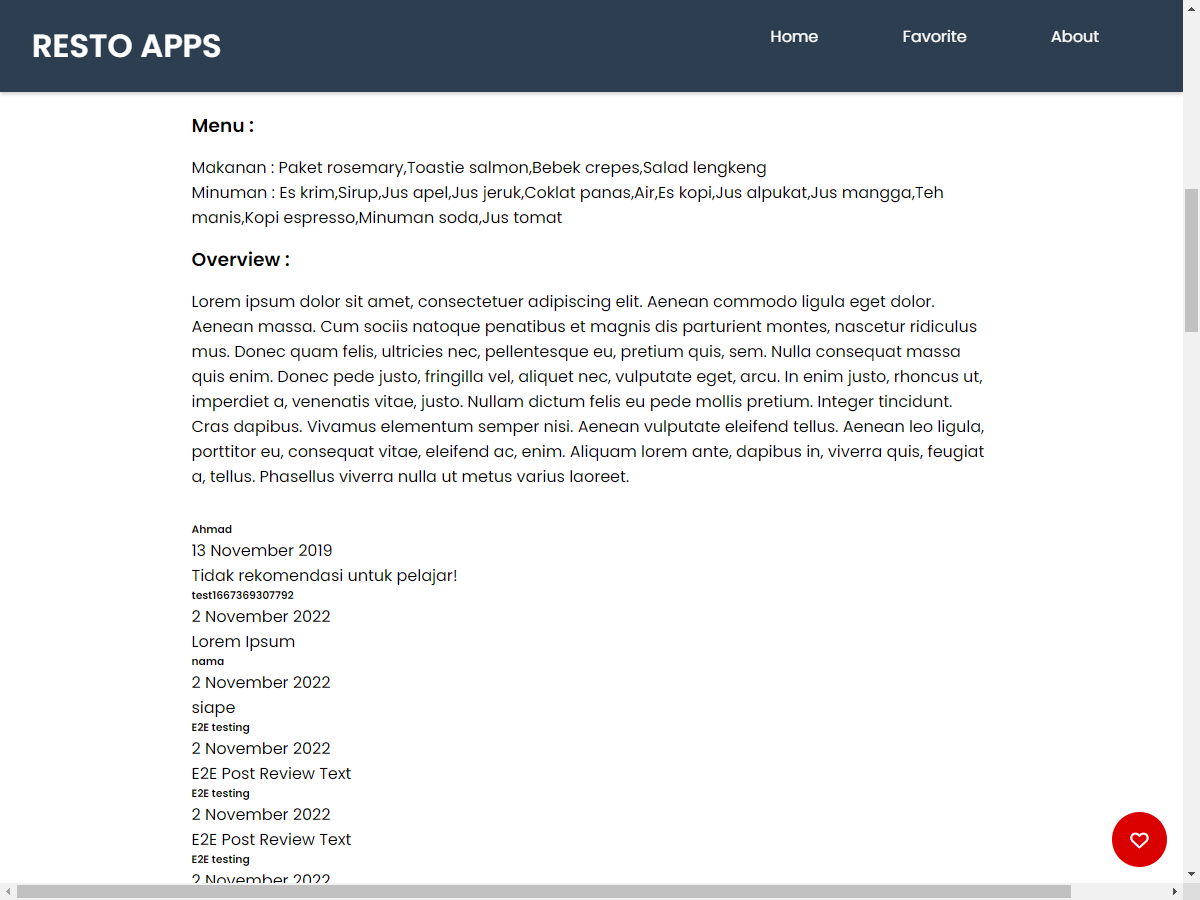 RESTO APPS
Home
Favorite
About
Menu :
Makanan : Paket rosemary,Toastie salmon,Bebek crepes,Salad lengkeng
Minuman : Es krim,Sirup,Jus apel,Jus jeruk,Coklat panas,Air,Es kopi,Jus alpukat,Jus mangga,Teh
manis,Kopi espresso,Minuman soda,Jus tomat
Overview :
Lorem ipsum dolor sit amet, consectetuer adipiscing elit. Aenean commodo ligula eget dolor.
Aenean massa. Cum sociis natoque penatibus et magnis dis parturient montes, nascetur ridiculus
mus. Donec quam felis, ultricies nec, pellentesque eu, pretium quis, sem. Nulla consequat massa
quis enim. Donec pede justo, fringilla vel, aliquet nec, vulputate eget, arcu. In enim justo, rhoncus ut,
imperdiet a, venenatis vitae, justo. Nullam dictum felis eu pede mollis pretium. Integer tincidunt.
Cras dapibus. Vivamus elementum semper nisi. Aenean vulputate eleifend tellus. Aenean leo ligula,
porttitor eu, consequat vitae, eleifend ac, enim. Aliquam lorem ante, dapibus in, viverra quis, feugiat
a, tellus. Phasellus viverra nulla ut metus varius laoreet.
Ahmad
13 November 2019
Tidak rekomendasi untuk pelajar!
test1667369307792
2 November 2022
Lorem Ipsum
nama
2 November 2022
siape
E2E testing
2 November 2022
E2E Post Review Text
E2E testing
2 November 2022
E2E Post Review Text
E2E testing
2 November 2022